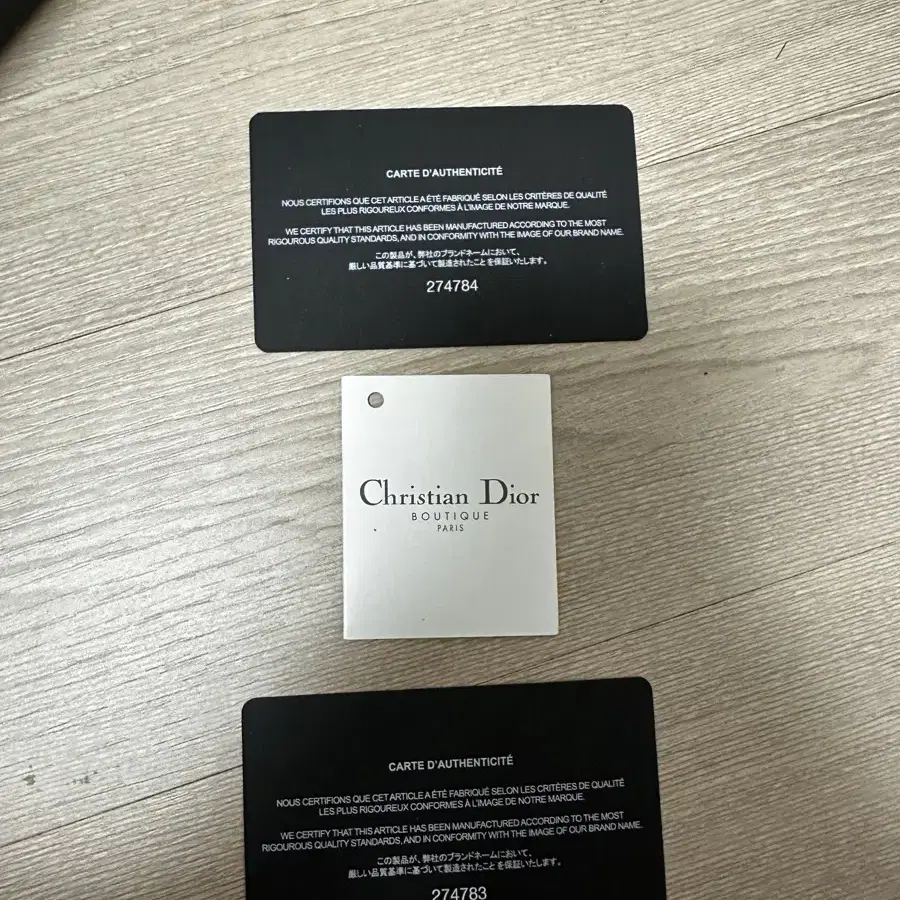 CARTE D'AUTHENTICITÉ
NOUS CERTIFIONS QUE CET ARTICLE A ÉTÉ FABRIQUÉ SELON LES CRITÈRES DE QUALITÉ
LES PLUS RIGOUREUX CONFORMES À L'IMAGE DE NOTRE MARQUE.
WE CERTIFY THAT THIS ARTICLE HAS BEEN MANUFACTURED ACCORDING TO THE MOST
RIGOUROUS QUALITY STANDARDS, AND IN CONFORMITY WITH THE IMAGE OF OUR BRAND NAME.
この製品が、弊社のブランドネームにおいて、
厳しい品質基準に基づいて製造されたことを保証いたします。
274784
Christian Dior
BOUTIQUE
PARIS
CARTE D'AUTHENTICITÉ
NOUS CERTIFIONS QUE CET ARTICLE A ÉTÉ FABRIQUÉ SELON LES CRITÈRES DE QUALITÉ
LES PLUS RIGOUREUX CONFORMES À L'IMAGE DE NOTRE MARQUE.
WE CERTIFY THAT THIS ARTICLE HAS BEEN MANUFACTURED ACCORDING TO THE MOST
RIGOUROUS QUALITY STANDARDS, AND IN CONFORMITY WITH THE IMAGE OF OUR BRAND NAME.
この製品が、弊社のブランドネームにおいて、
厳しい品質基準に基づいて製造されたことを保証いたします。
274783